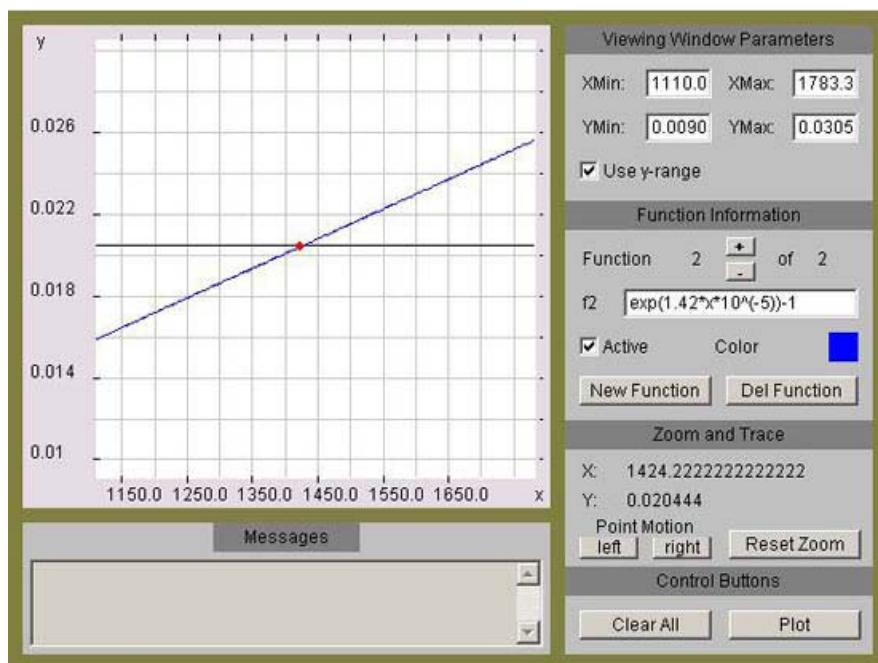 y
0.026
0.022
0.018
0.014
0.01
1150.0 1250.0 1350.0 1450.0 1550.0 1650.0 x
Messages
Viewing Window Parameters
XMin: 1110.0 XMax: 1783.3
YMin: 0.0090 YMax: 0.0305
Use y-range
Function Information
Function 2 + - of 2
f2 exp(1.42*x*10^(-5))-1
Active Color
New Function Del Function
Zoom and Trace
X: 1424.2222222222222
Y: 0.020444
Point Motion
left right Reset Zoom
Control Buttons
Clear All Plot